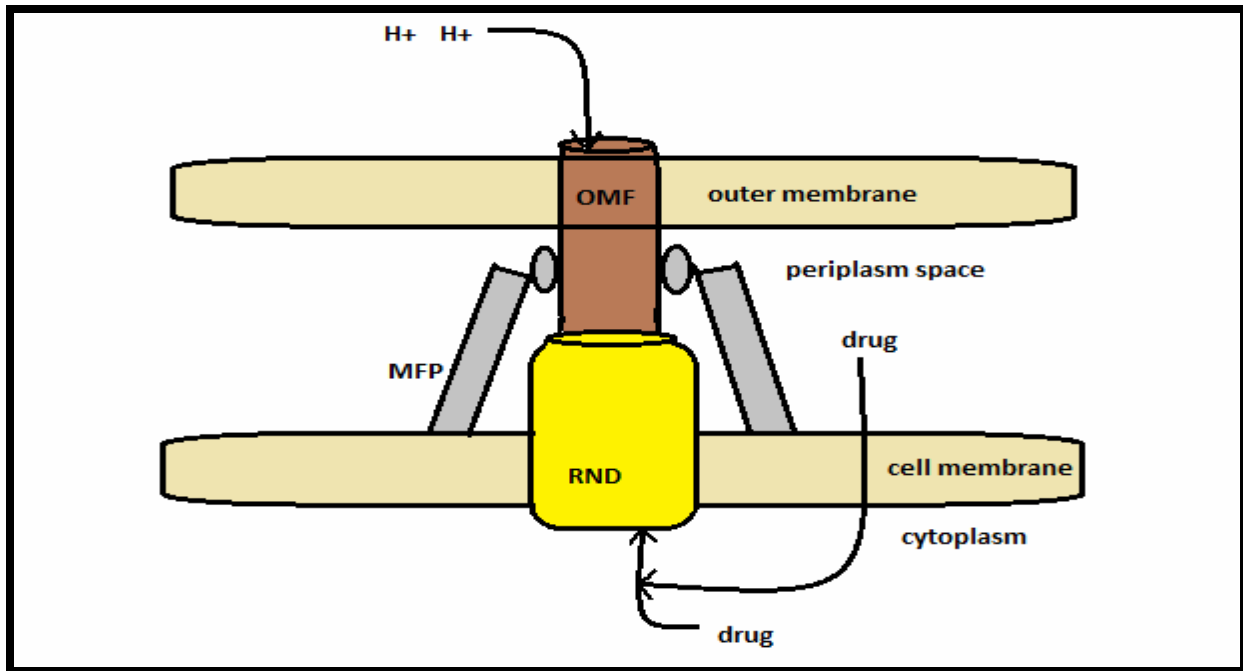 H+ H+
OMF
outer membrane
periplasm space
drug
MFP
RND
cell membrane
cytoplasm
drug